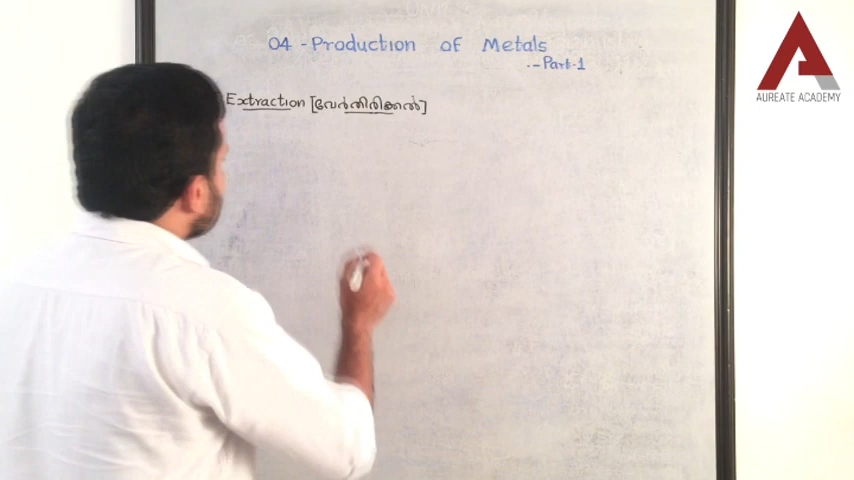 04 - Production of Metals
- Part-1
Extraction [വേർതിരിക്കൽ]
AUREATE ACADEMY